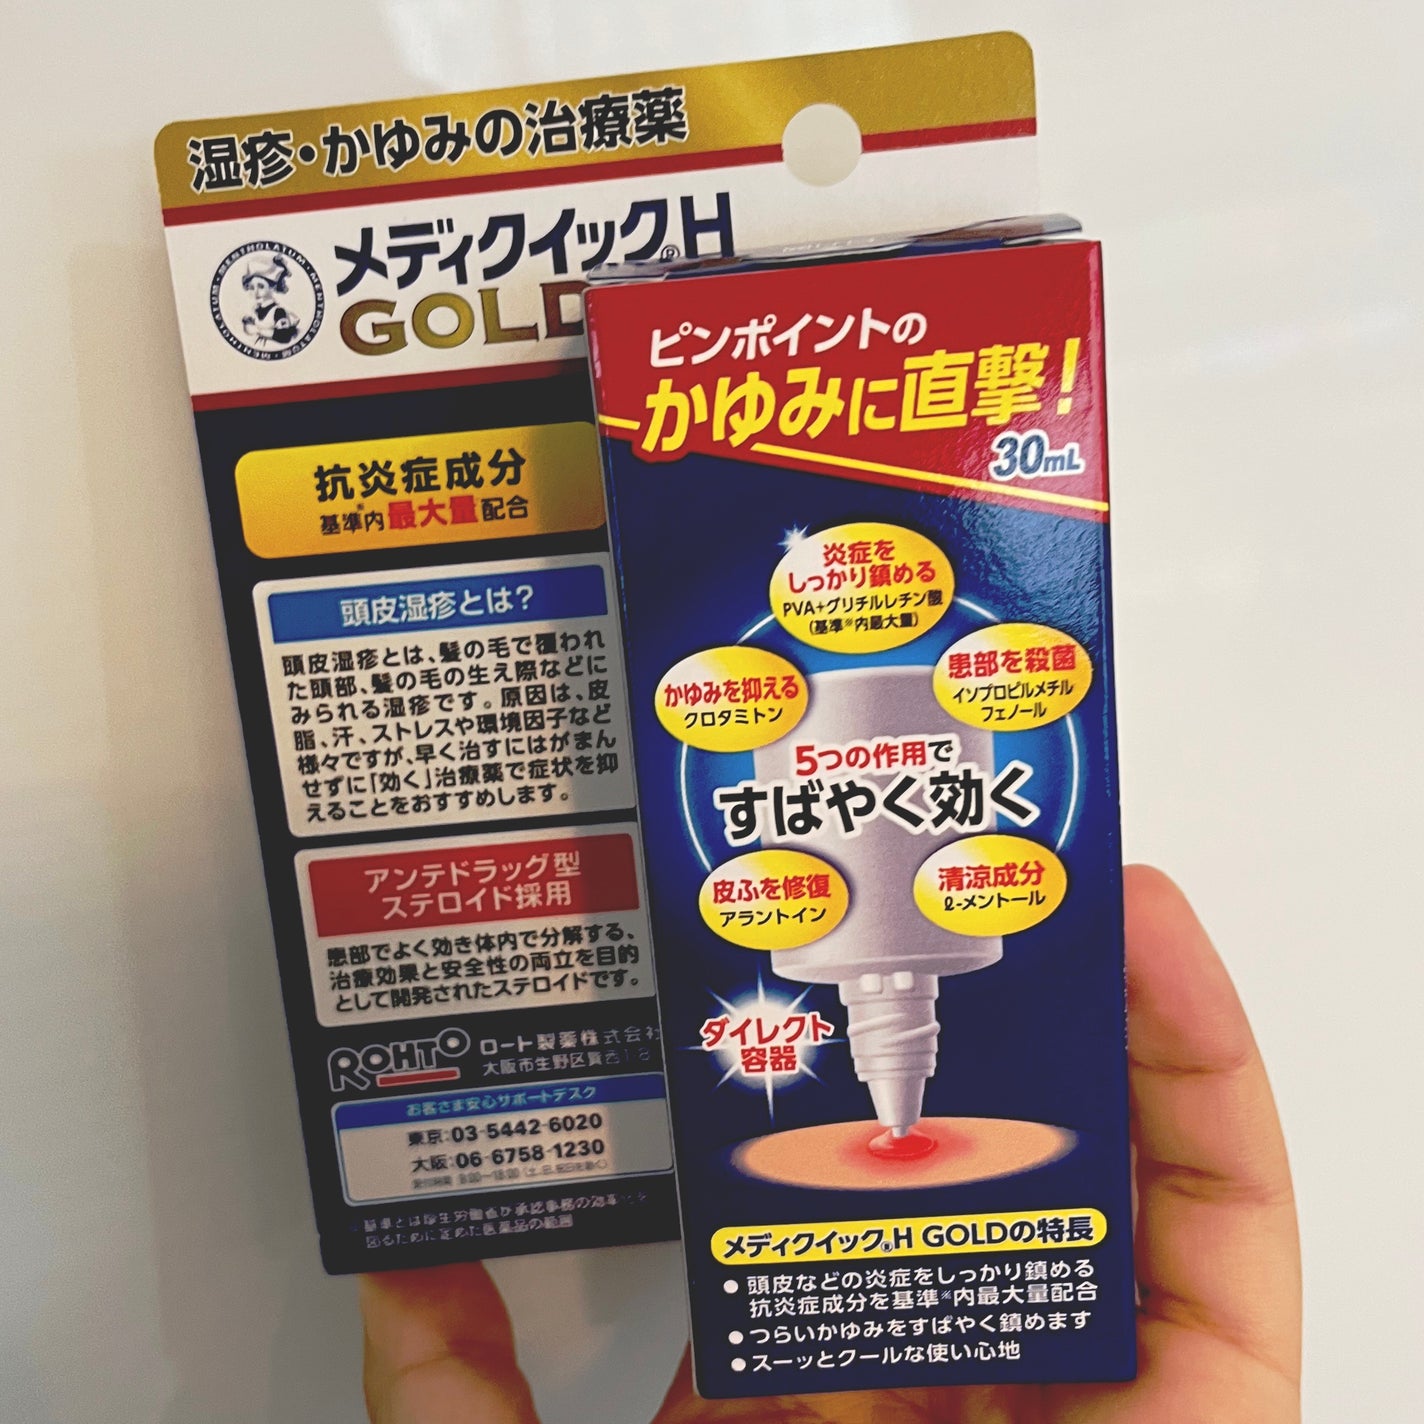 湿疹・かゆみの治療薬
メディクイック®H
GOLD
MENTHOLATUM
抗炎症成分
基準※内最大量配合
頭皮湿疹とは?
頭皮湿疹とは、髪の毛で覆われ
た頭部、髪の毛の生え際などに
みられる湿疹です。原因は、皮
脂、汗、ストレスや環境因子など
様々ですが、早く治すにはがまん
せずに「効く」治療薬で症状を抑
えることをおすすめします。
アンテドラッグ型
ステロイド採用
患部でよく効き体内で分解する、
治療効果と安全性の両立を目的
として開発されたステロイドです。
ROHTO
ロート製薬株式会社
大阪市生野区巽西1-8
お客さま安心サポートデスク
東京:03-5442-6020
大阪:06-6758-1230
ピンポイントの
かゆみに直撃!
30mL
炎症を
しっかり鎮める
PVA+グリチルレチン酸
(基準※内最大量)
かゆみを抑える
クロタミトン
患部を殺菌
イソプロピルメチル
フェノール
5つの作用で
すばやく効く
皮ふを修復
アラントイン
清涼成分
ℓ-メントール
ダイレクト
容器
メディクイック®H GOLDの特長
●頭皮などの炎症をしっかり鎮める
抗炎症成分を基準※内最大量配合
●つらいかゆみをすばやく鎮めます
●スーッとクールな使い心地